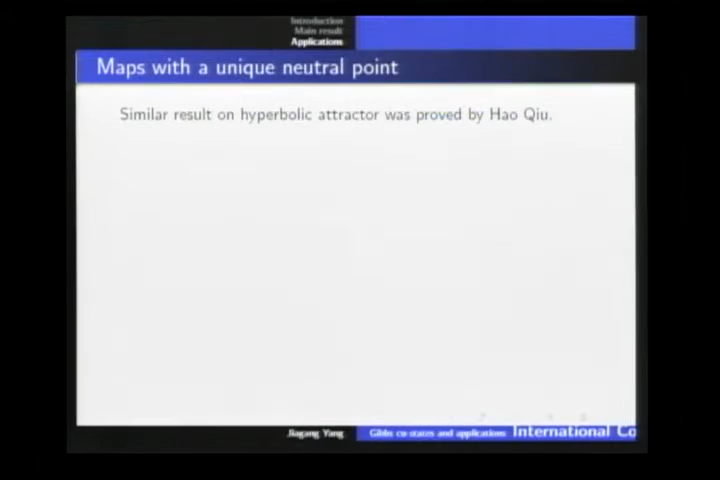 Introduction
Main result
Applications
Maps with a unique neutral point
Similar result on hyperbolic attractor was proved by Hao Qiu.
Jiagang Yang
Gibbs cu-states and applications
International Co